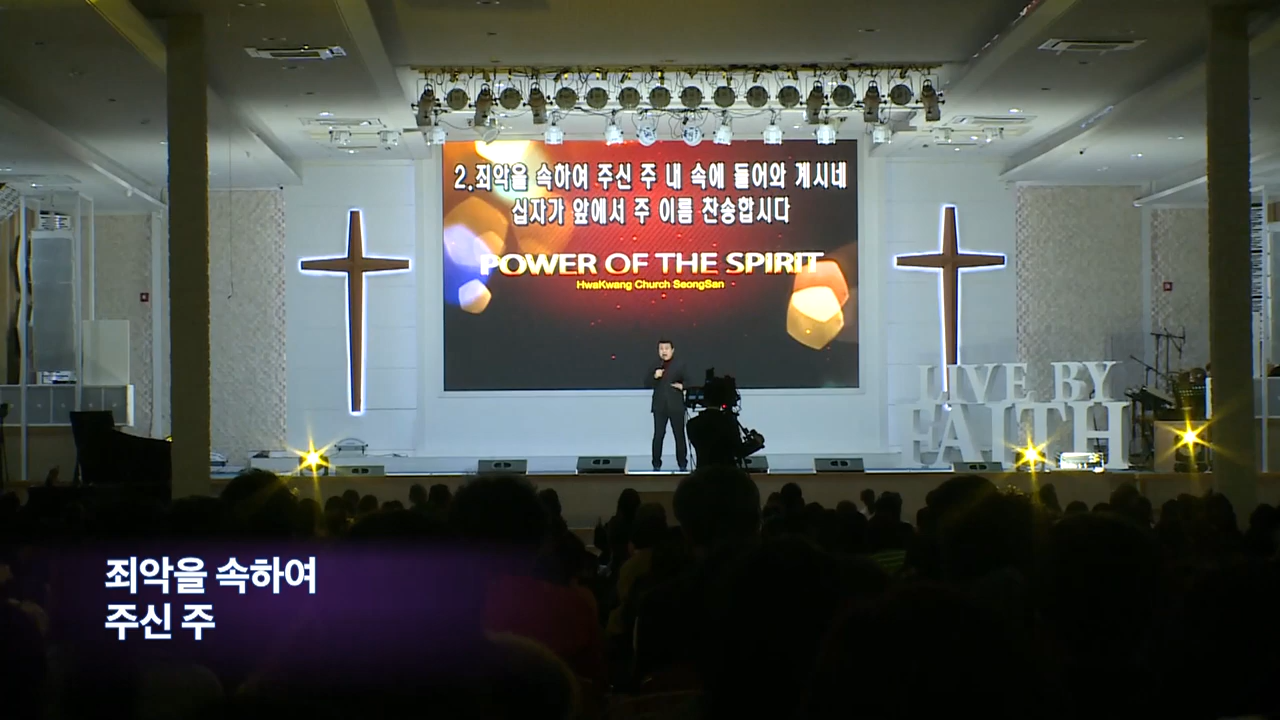 2.죄악을 속하여 주신 주 내 속에 들어와 계시네
십자가 앞에서 주 이름 찬송합시다
POWER OF THE SPIRIT
HwaKwang Church SeongSan
LIVE BY
FAITH
죄악을 속하여
주신 주